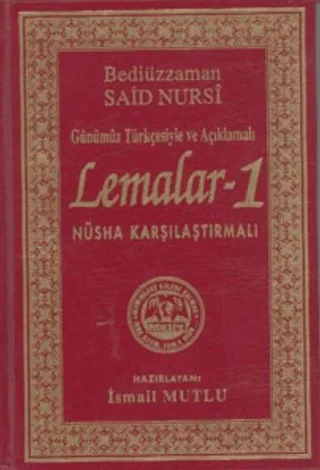 Bediüzzaman
SAİD NURSÎ
Günümüz Türkçesiyle ve Açıklamalı
Lemalar-1
NÜSHA KARŞILAŞTIRMALI
HAZIRLAYAN:
İsmail MUTLU